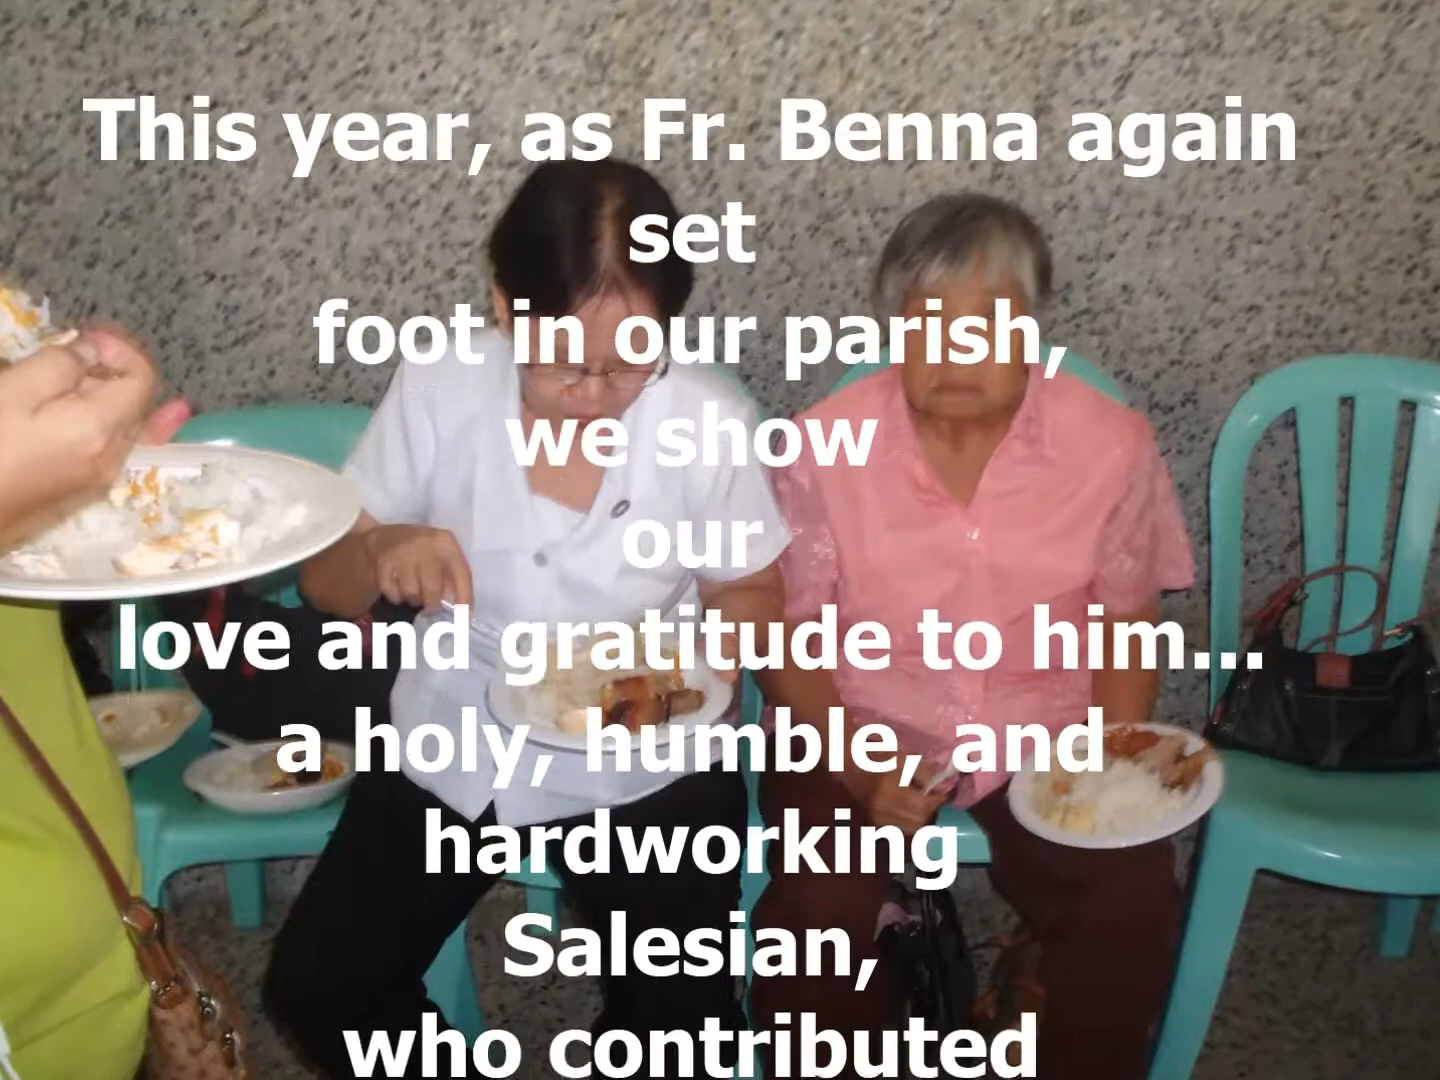 This year, as Fr. Benna again
set
foot in our parish,
we show
our
love and gratitude to him...
a holy, humble, and
hardworking
Salesian,
who contributed